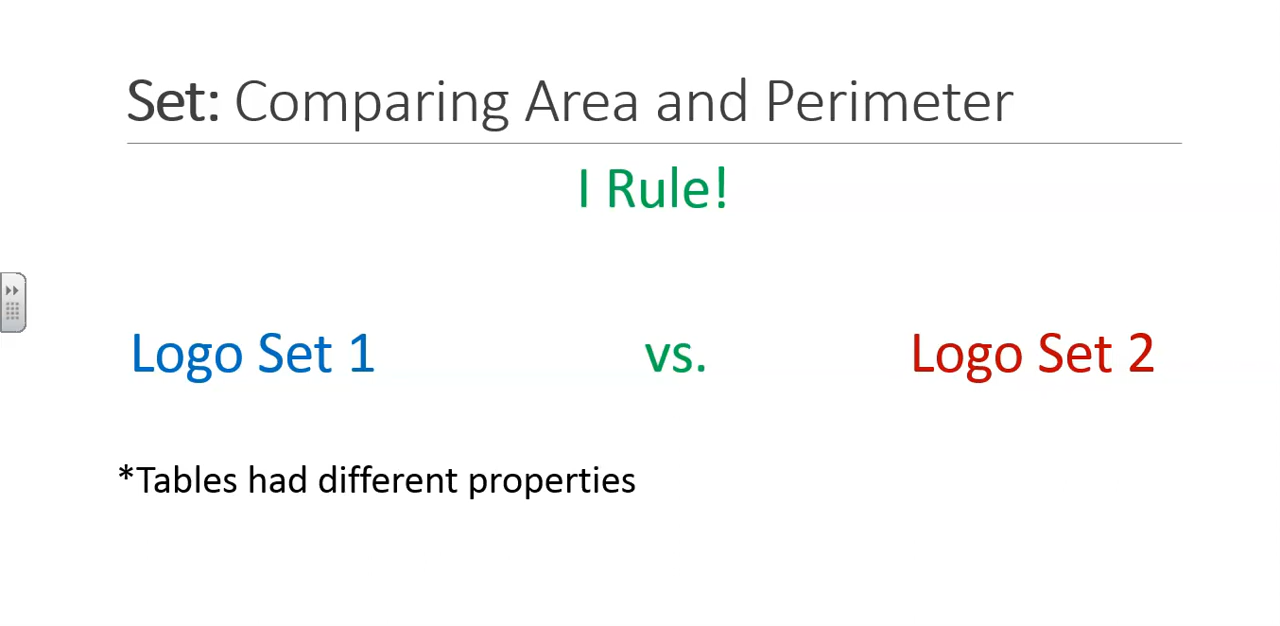 Set: Comparing Area and Perimeter
I Rule!
Logo Set 1 vs. Logo Set 2
*Tables had different properties